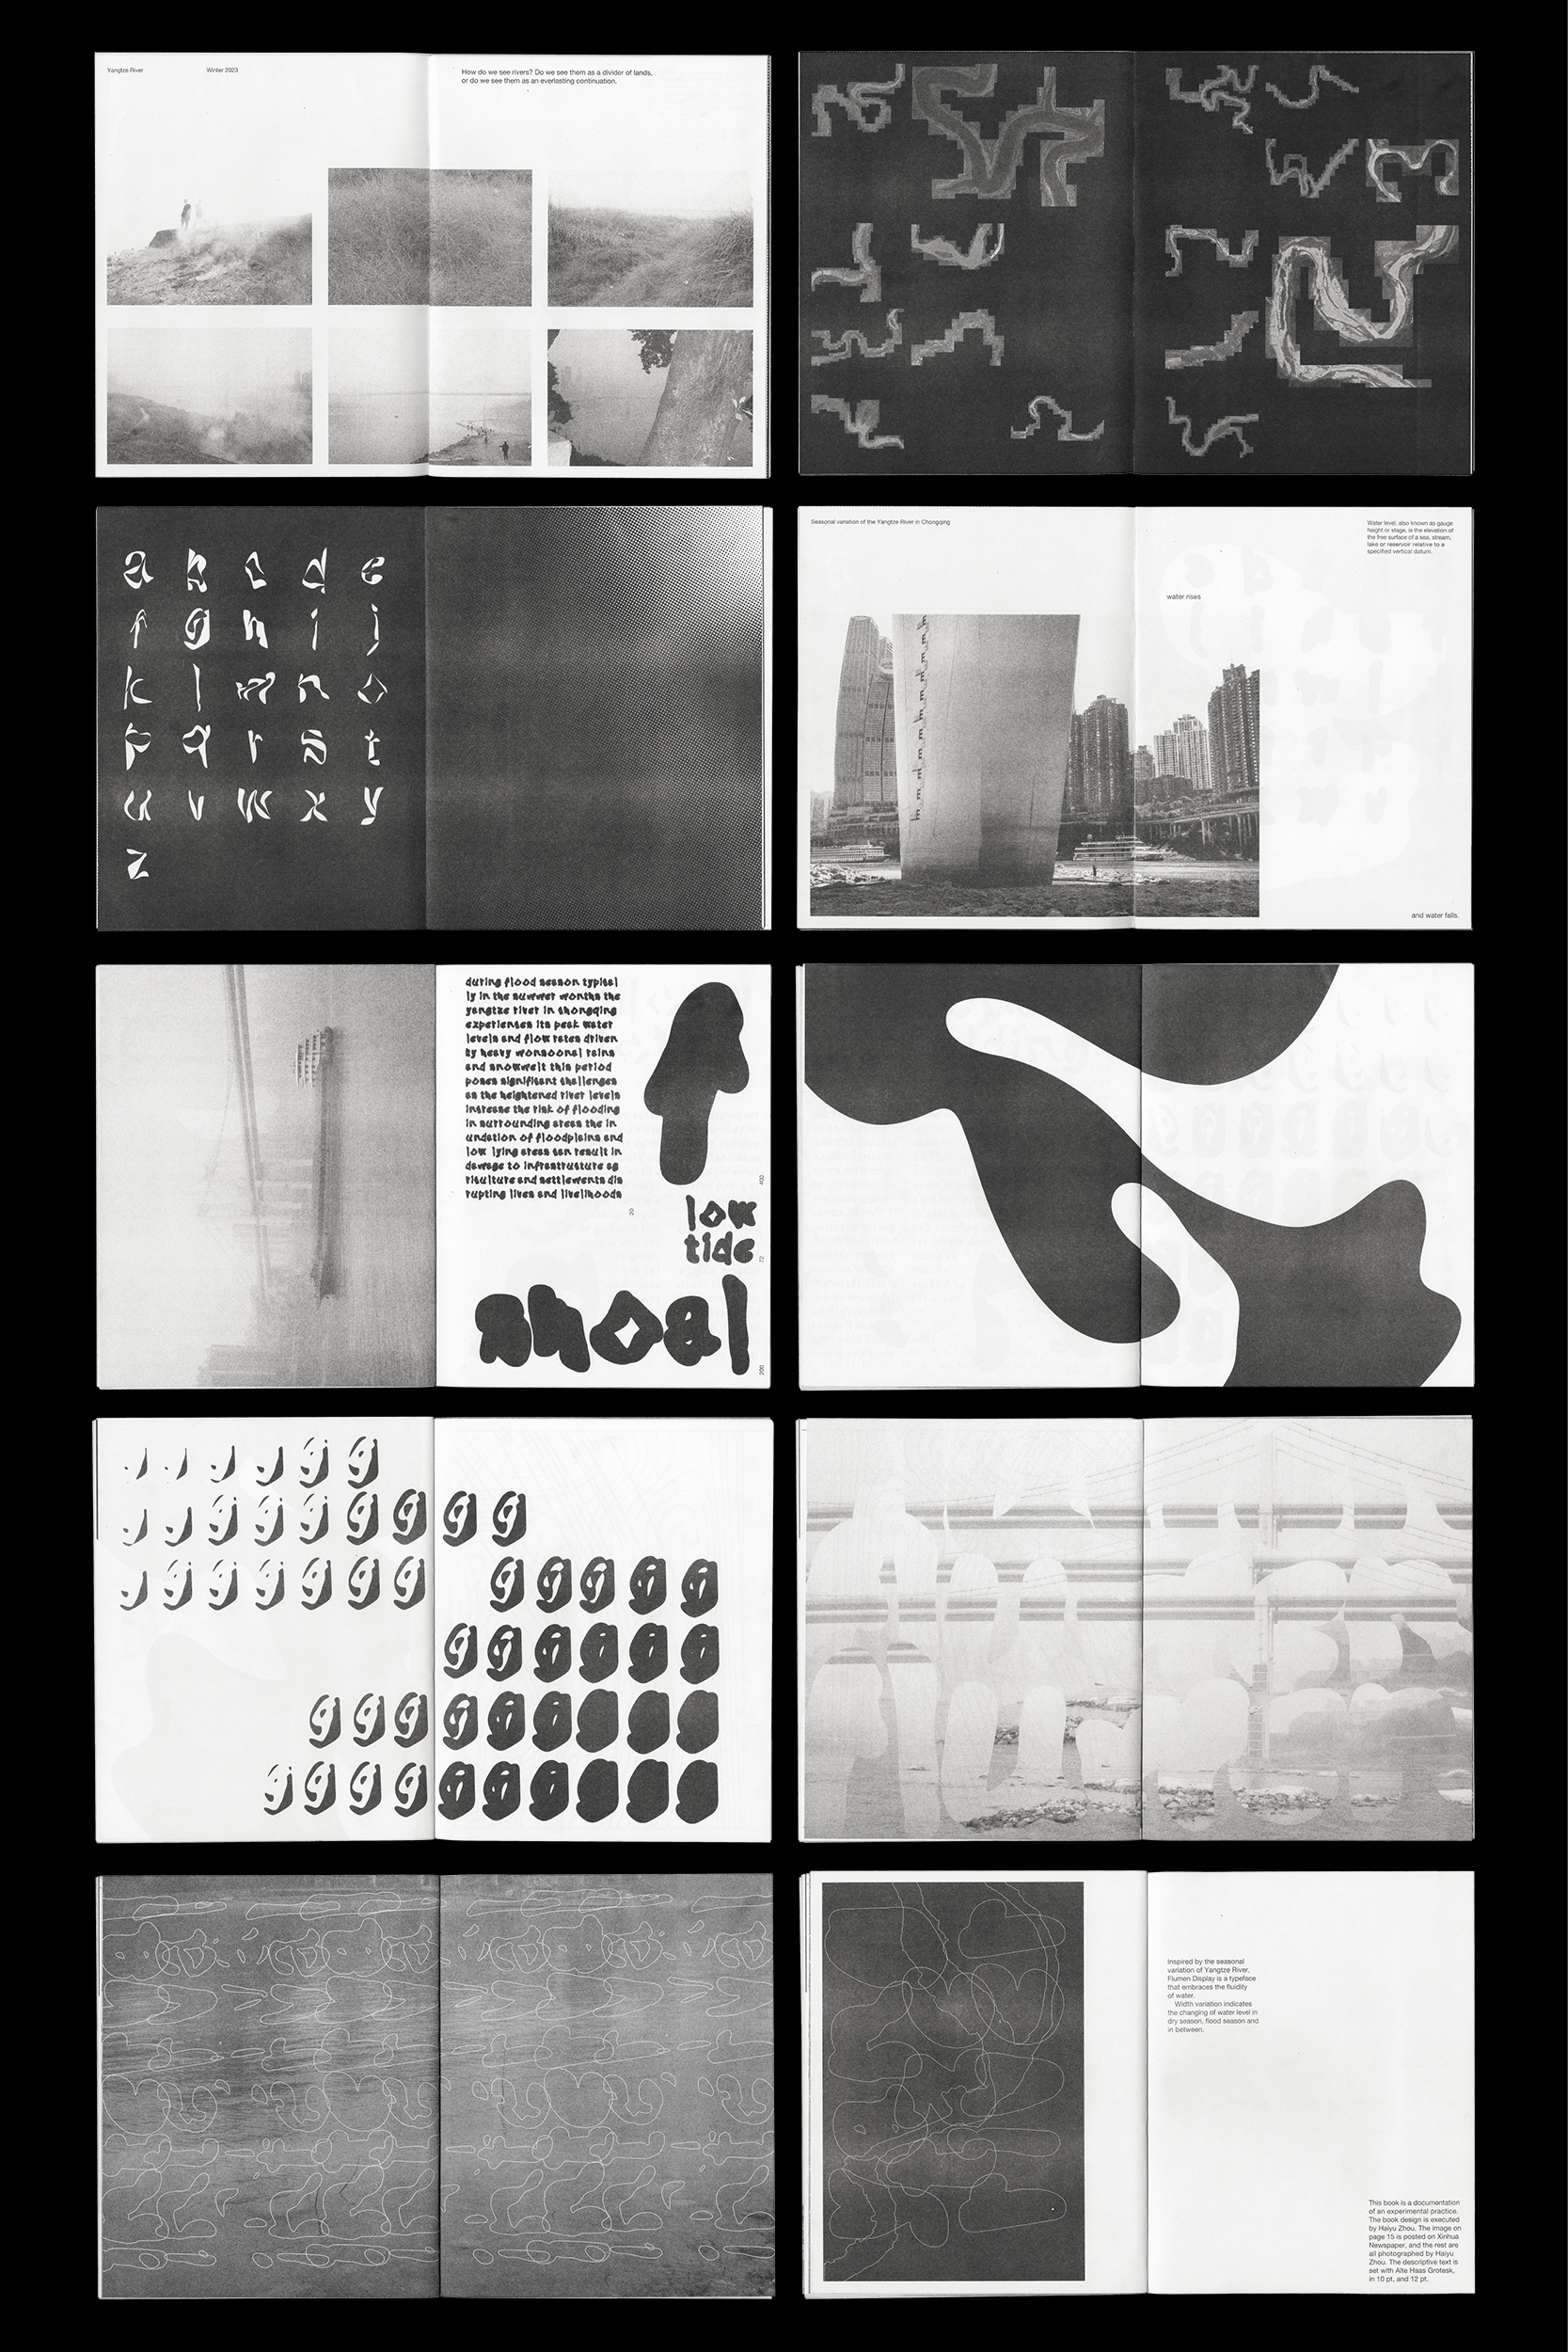 Yangtze River
Winter 2023
How do we see rivers? Do we see them as a divider of lands,
or do we see them as an everlasting continuation.
a b c d e
f g h i j
k l m n o
p q r s t
u v w x y
z
Seasonal variation of the Yangtze River in Chongqing
Water level, also known as gauge
height or stage, is the elevation of
the free surface of a sea, stream,
lake or reservoir relative to a
specified vertical datum.
water rises
and water falls.
during flood season typical
ly in the summer months the
yangtze river in chongqing
experiences its peak water
levels and flow rates driven
by heavy monsoonal rains
and snowmelt this period
poses significant challenges
as the heightened river levels
increase the risk of flooding
in surrounding areas the in
undation of floodplains and
low lying areas can result in
damage to infrastructure ag
riculture and settlements dis
rupting lives and livelihoods
20
400
low
tide
72
shoal
200
Inspired by the seasonal
variation of Yangtze River,
Flumen Display is a typeface
that embraces the fluidity
of water.
Width variation indicates
the changing of water level in
dry season, flood season and
in between.
This book is a documentation
of an experimental practice.
The book design is executed
by Haiyu Zhou. The image on
page 15 is posted on Xinhua
Newspaper, and the rest are
all photographed by Haiyu
Zhou. The descriptive text is
set with Alte Haas Grotesk,
in 10 pt, and 12 pt.